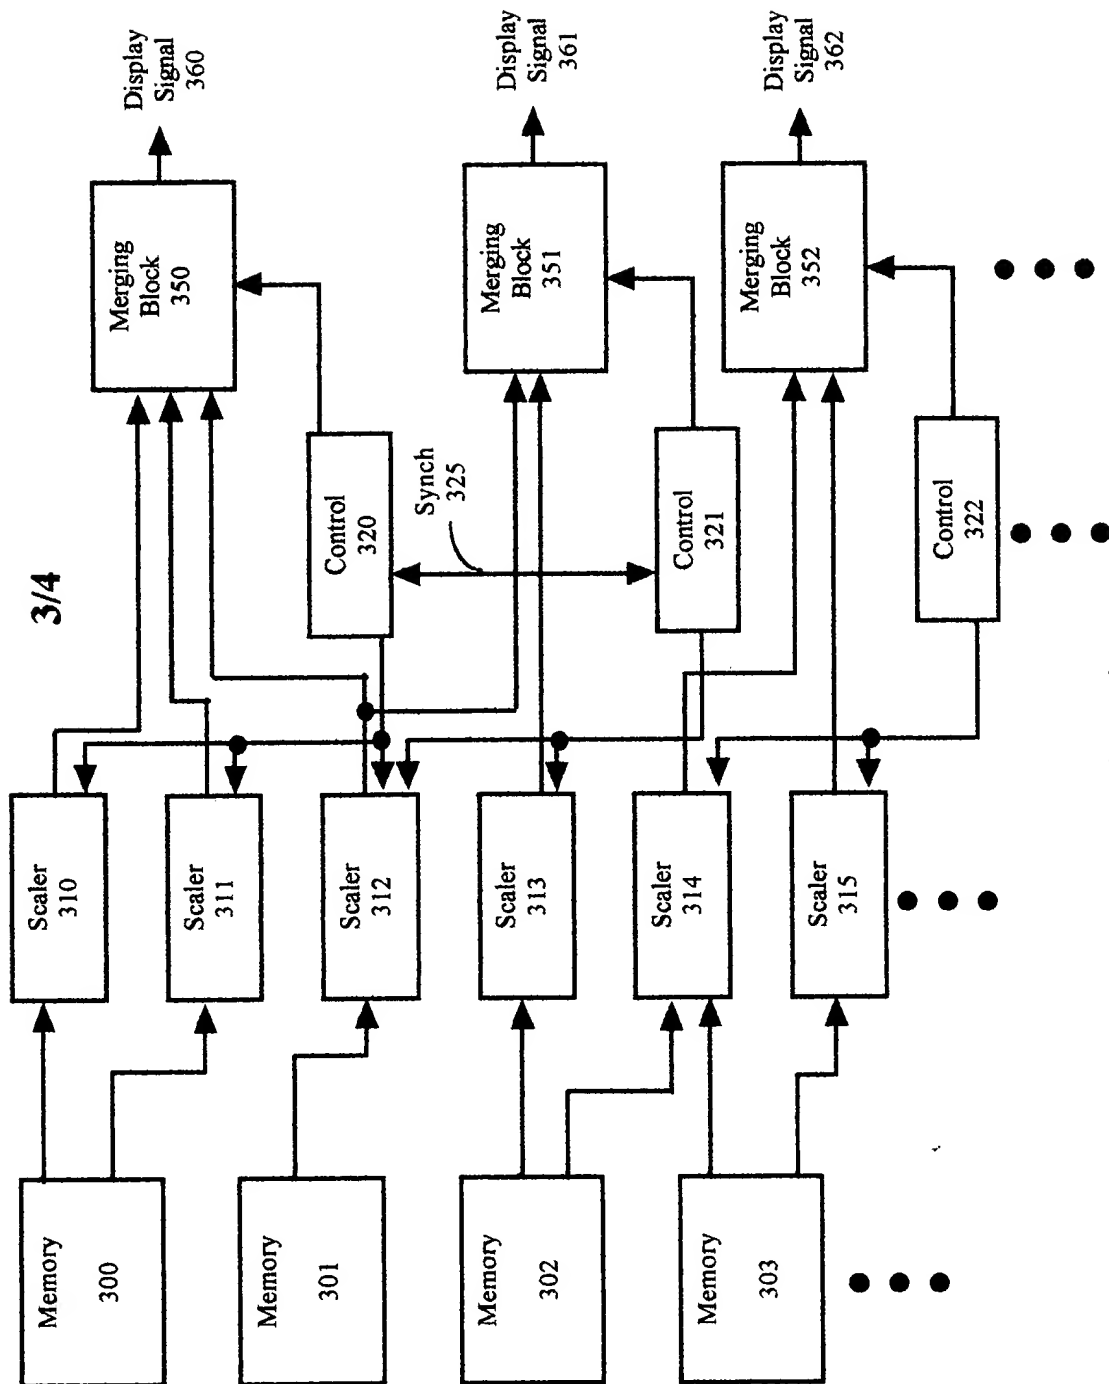 3/4
Memory
300
Memory
301
Memory
302
Memory
303
Scaler
310
Scaler
311
Scaler
312
Scaler
313
Scaler
314
Scaler
315
Control
320
Synch
325
Control
321
Control
322
Merging
Block
350
Merging
Block
351
Merging
Block
352
Display
Signal
360
Display
Signal
361
Display
Signal
362